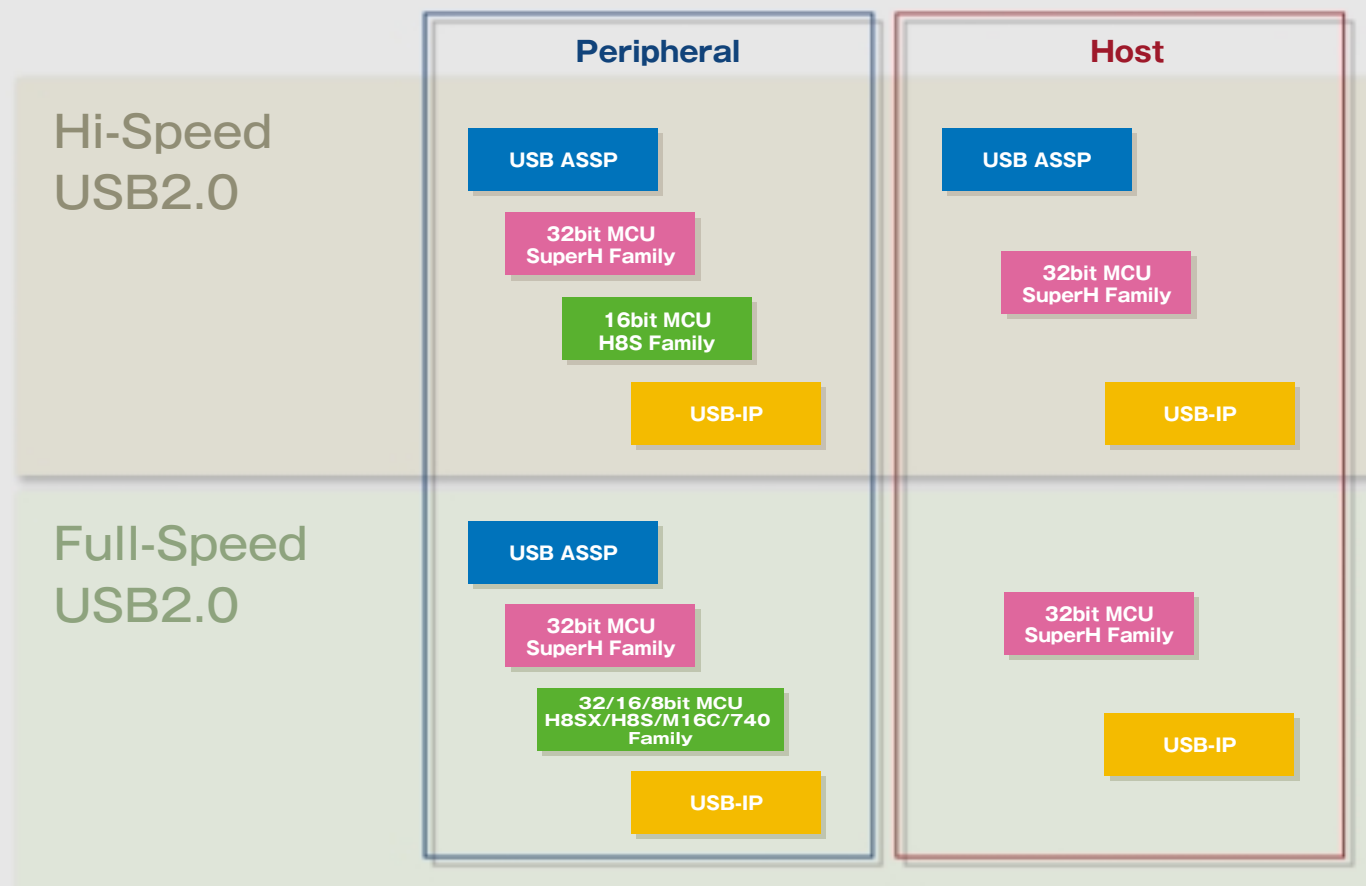 Peripheral
Host
Hi-Speed
USB2.0
USB ASSP
32bit MCU
SuperH Family
16bit MCU
H8S Family
USB-IP
USB ASSP
32bit MCU
SuperH Family
USB-IP
Full-Speed
USB2.0
USB ASSP
32bit MCU
SuperH Family
32/16/8bit MCU
H8SX/H8S/M16C/740
Family
USB-IP
32bit MCU
SuperH Family
USB-IP